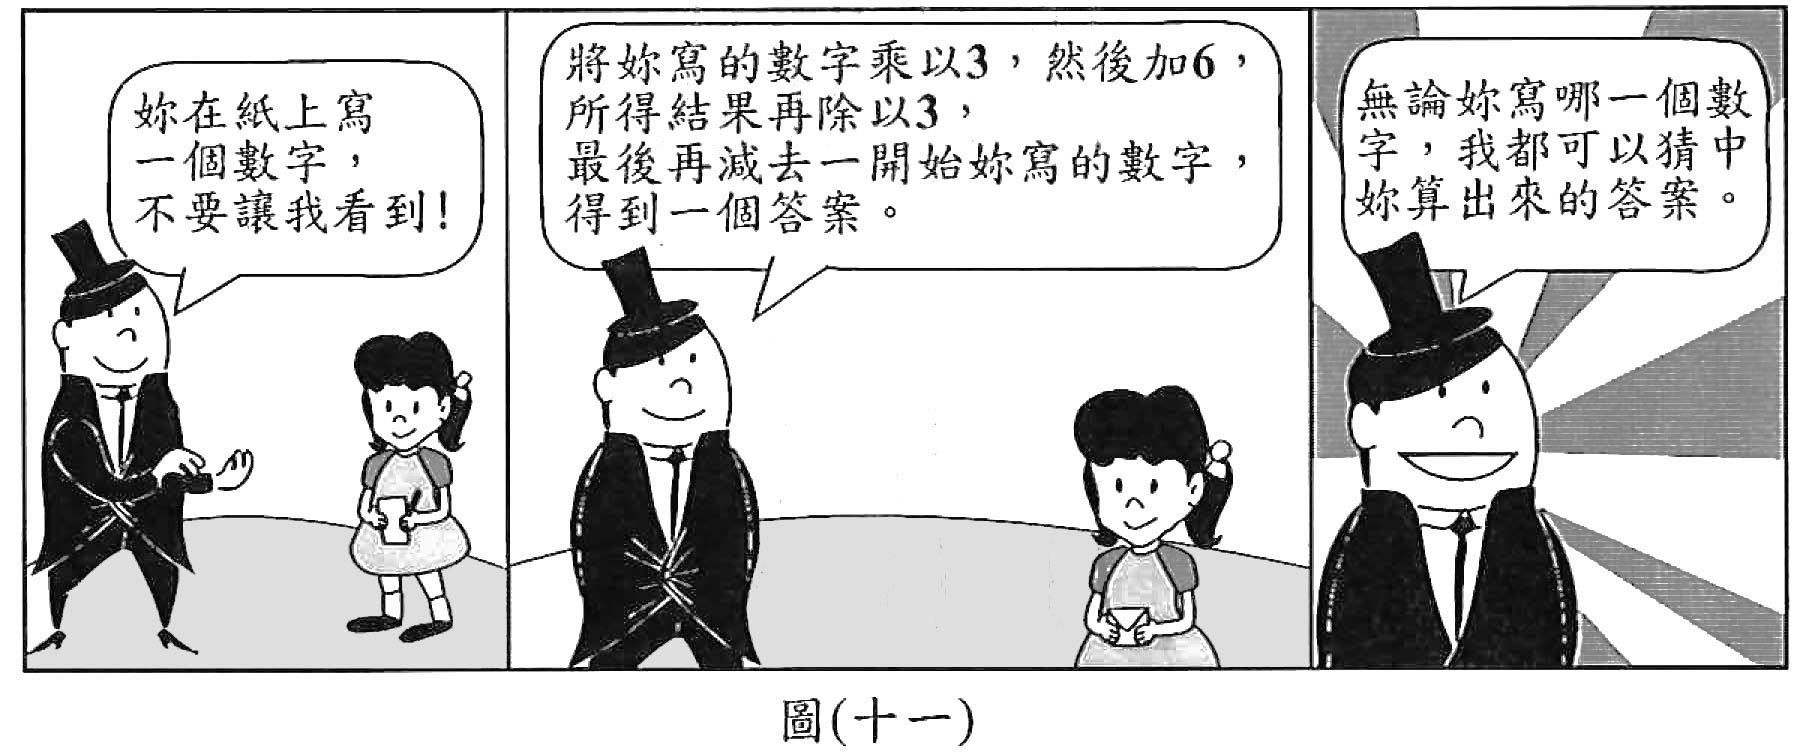 妳在紙上寫
一個數字，
不要讓我看到！
將妳寫的數字乘以3，然後加6，
所得結果再除以3，
最後再減去一開始妳寫的數字，
得到一個答案。
無論妳寫哪一個數
字，我都可以猜中
妳算出來的答案。
圖(十一)